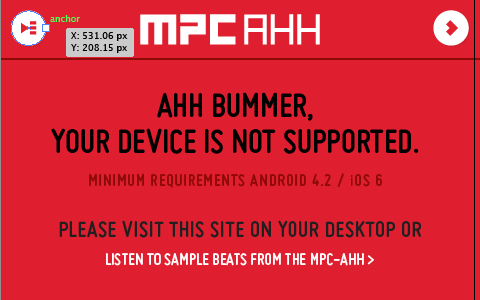 anchor
X: 531.06 px
Y: 208.15 px
MPC AHH
AHH BUMMER,
YOUR DEVICE IS NOT SUPPORTED.
MINIMUM REQUIREMENTS ANDROID 4.2 / iOS 6
PLEASE VISIT THIS SITE ON YOUR DESKTOP OR
LISTEN TO SAMPLE BEATS FROM THE MPC-AHH >